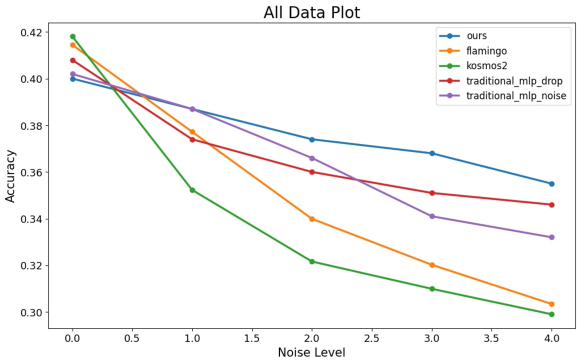 All Data Plot
ours
flamingo
kosmos2
traditional_mlp_drop
traditional_mlp_noise
Accuracy
0.42
0.40
0.38
0.36
0.34
0.32
0.30
0.0 0.5 1.0 1.5 2.0 2.5 3.0 3.5 4.0
Noise Level